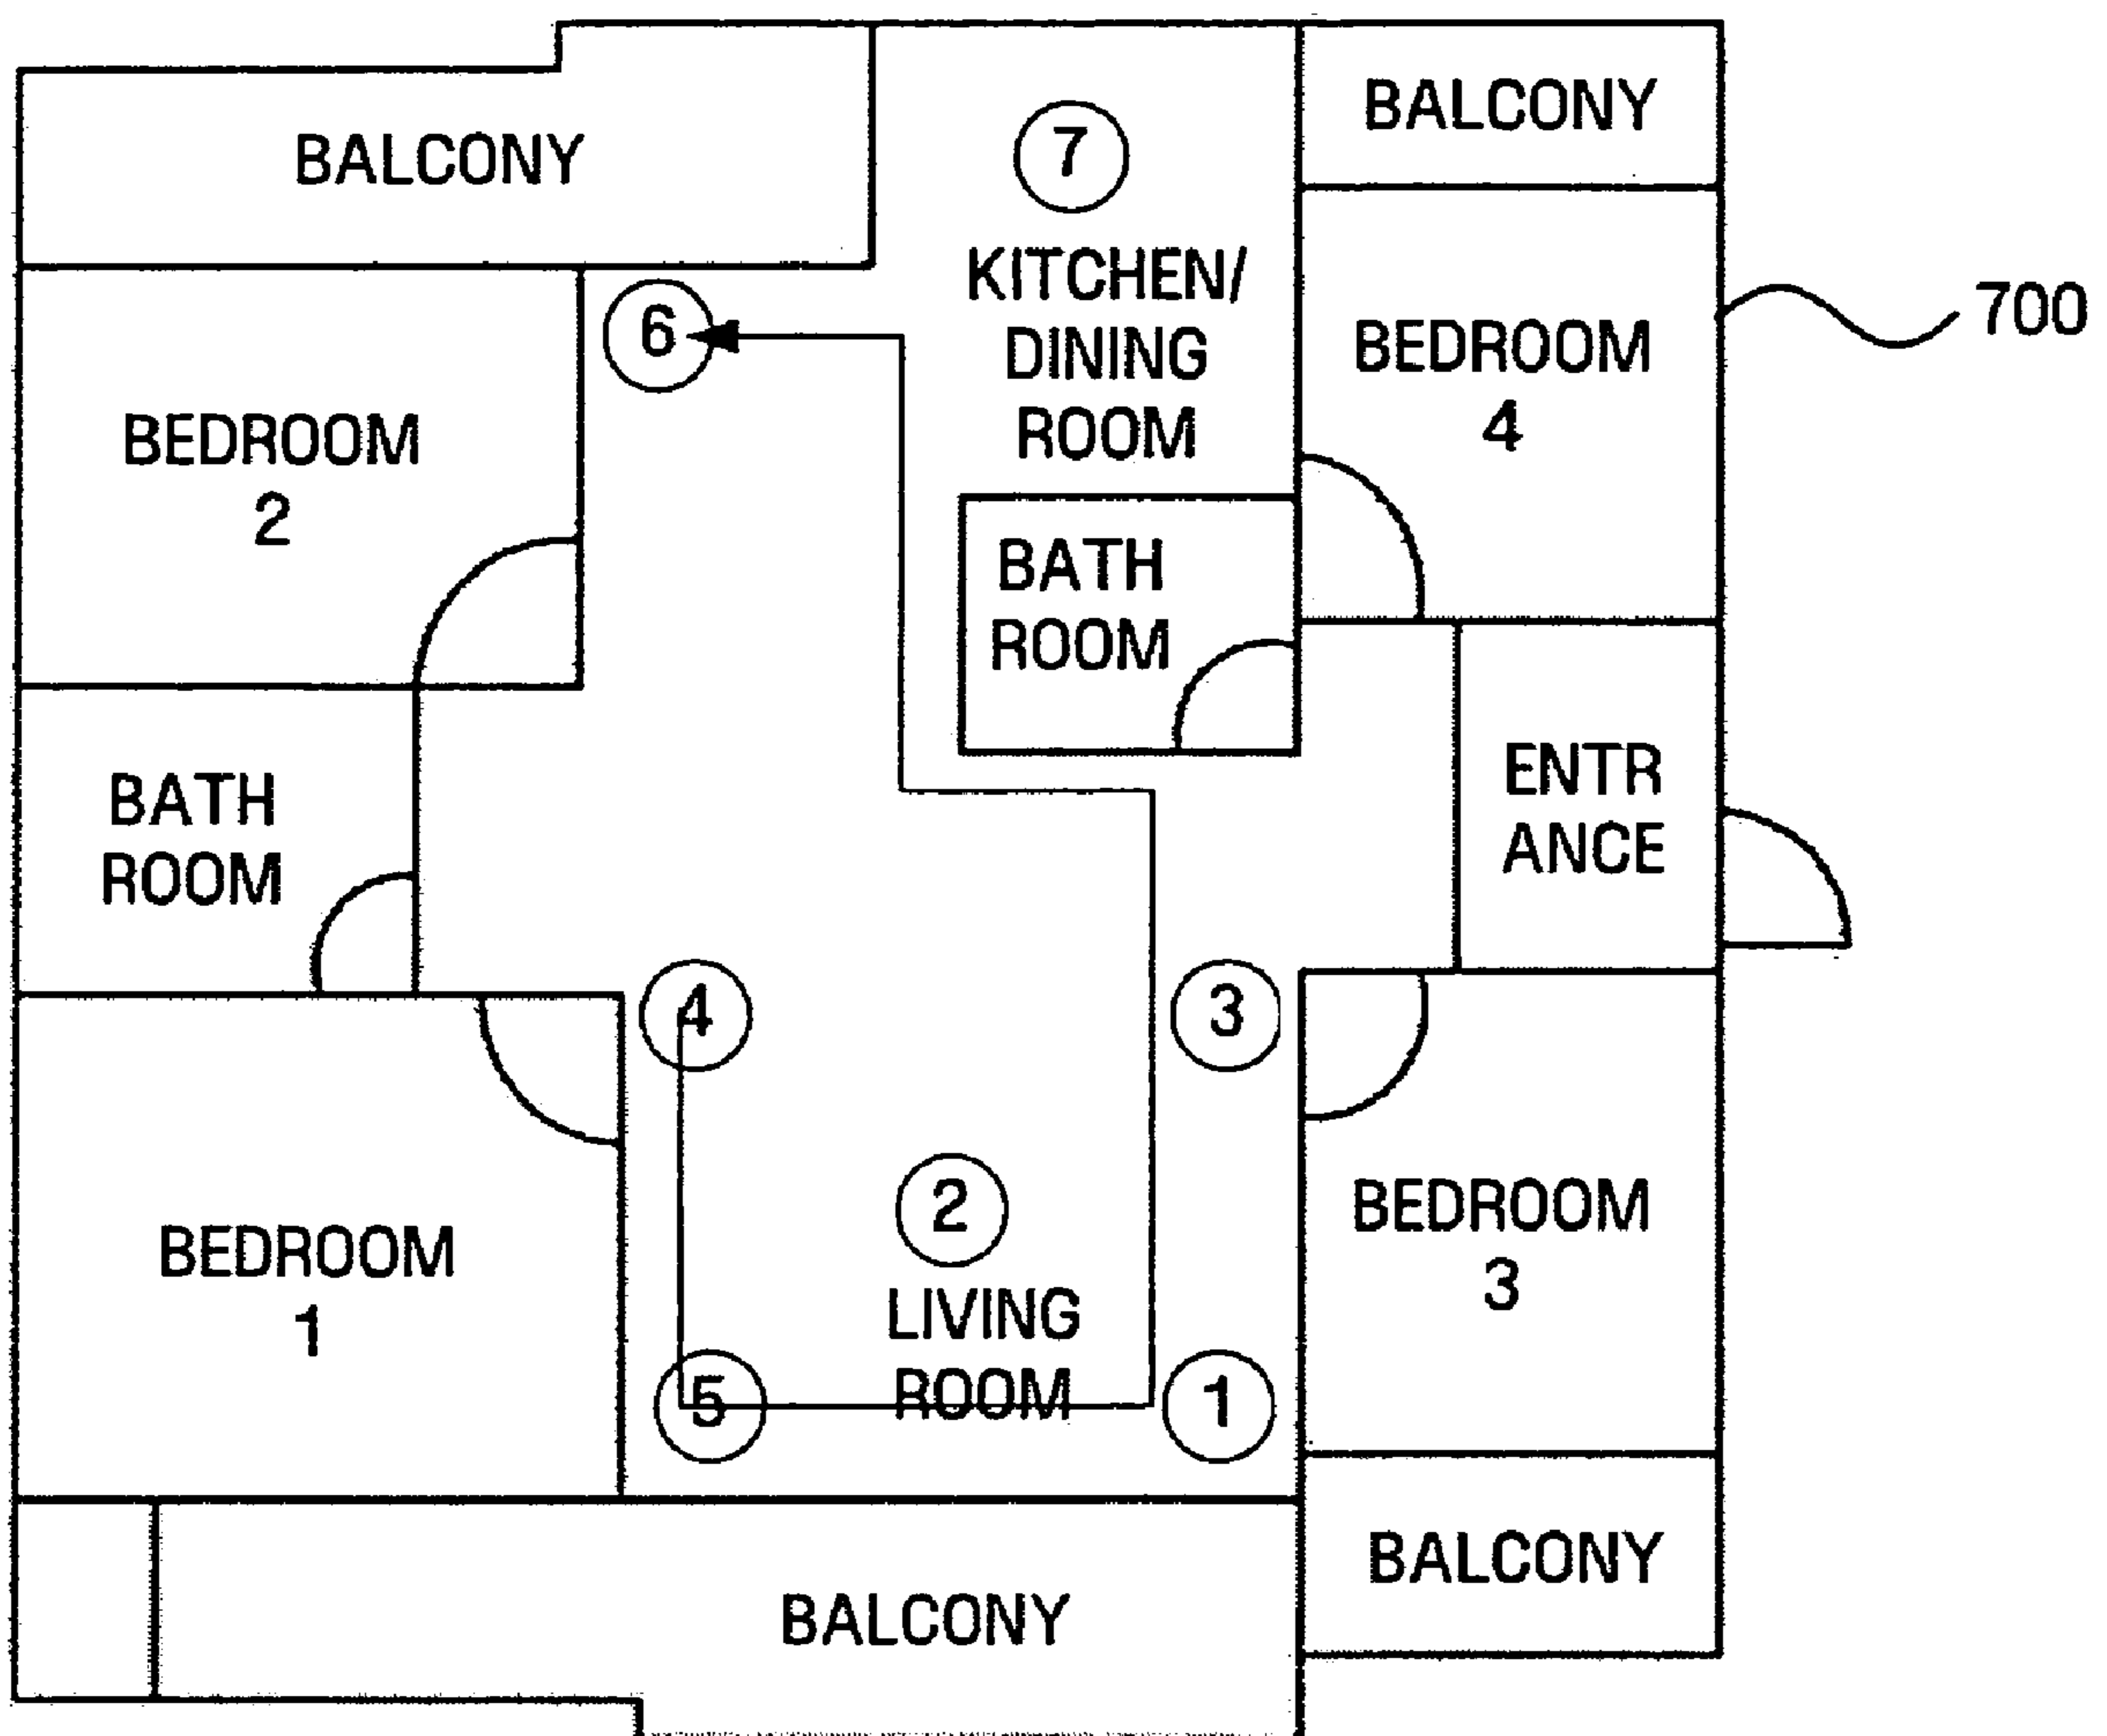 BALCONY
BALCONY
7
KITCHEN/
DINING
ROOM
6
BEDROOM
4
700
BEDROOM
2
BATH
ROOM
ENTR
ANCE
BATH
ROOM
4
3
2
BEDROOM
3
BEDROOM
1
LIVING
ROOM
5
1
BALCONY
BALCONY